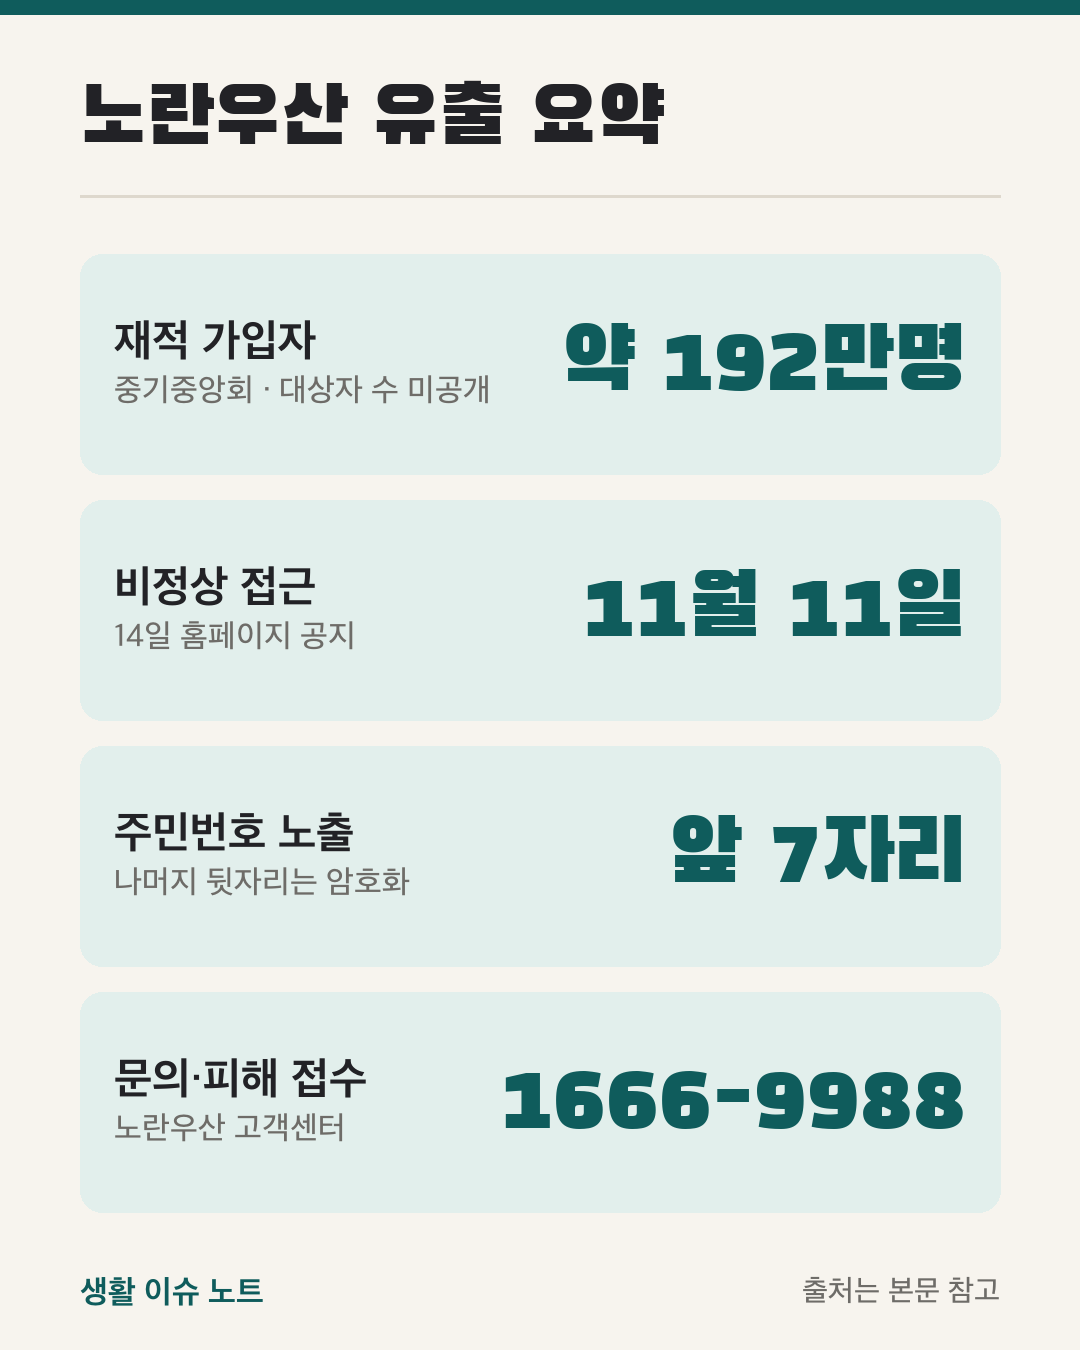 노란우산 유출 요약
재적 가입자
중기중앙회 · 대상자 수 미공개
약 192만명
비정상 접근
14일 홈페이지 공지
11월 11일
주민번호 노출
나머지 뒷자리는 암호화
앞 7자리
문의·피해 접수
노란우산 고객센터
1666-9988
생활 이슈 노트
출처는 본문 참고